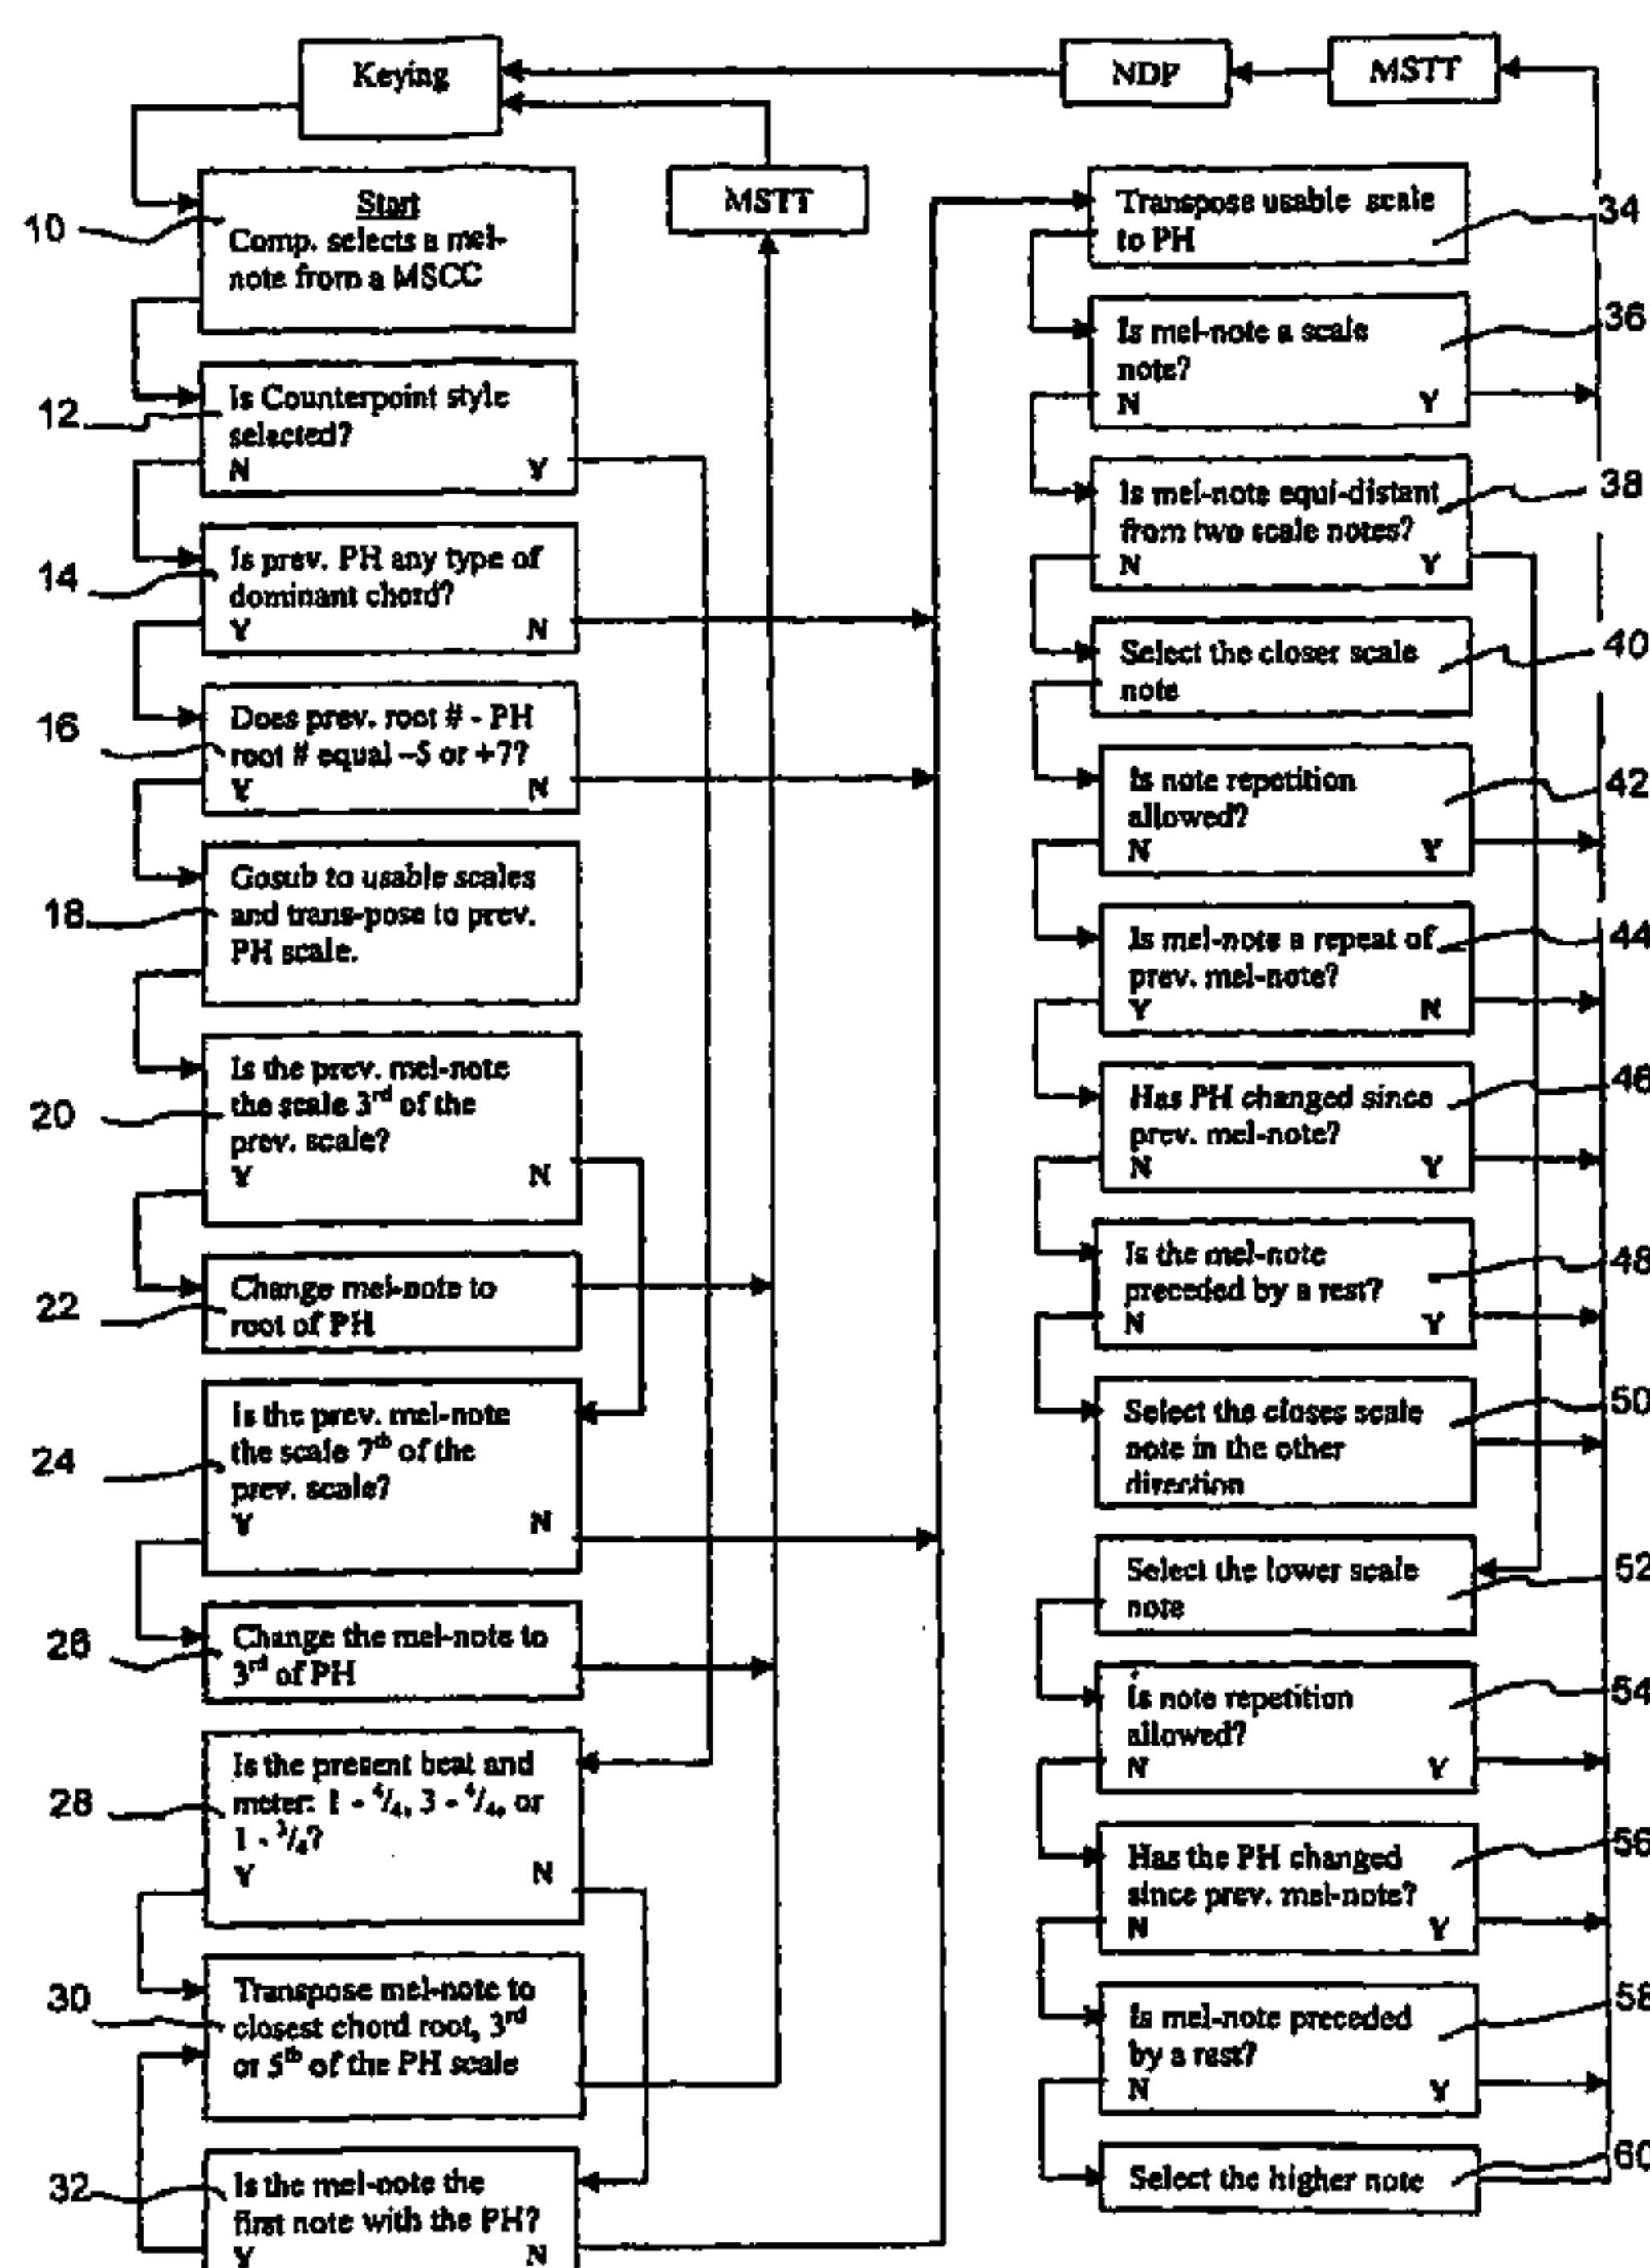 Keying
NDP
MSTT
Start
Comp. selects a mel-
note from a MSCC
10
MSTT
Is Counterpoint style
selected?
N Y
12
Is prev. PH any type of
dominant chord?
Y N
14
Does prev. root # - PH
root # equal –5 or +7?
Y N
16
Gosub to usable scales
and trans-pose to prev.
PH scale.
18
Is the prev. mel-note
the scale 3rd of the
prev. scale?
Y N
20
Change mel-note to
root of PH
22
Is the prev. mel-note
the scale 7th of the
prev. scale?
Y N
24
Change the mel-note to
3rd of PH
26
Is the present beat and
meter: 1 - 4/4, 3 - 4/4, or
1 - 3/4?
Y N
28
Transpose mel-note to
closest chord root, 3rd
or 5th of the PH scale
30
Is the mel-note the
first note with the PH?
Y N
32
Transpose usable scale
to PH
34
Is mel-note a scale
note?
N Y
36
Is mel-note equi-distant
from two scale notes?
N Y
38
Select the closer scale
note
40
Is note repetition
allowed?
N Y
42
Is mel-note a repeat of
prev. mel-note?
Y N
44
Has PH changed since
prev. mel-note?
N Y
46
Is the mel-note
preceded by a rest?
N Y
48
Select the closes scale
note in the other
direction
50
Select the lower scale
note
52
Is note repetition
allowed?
N Y
54
Has the PH changed
since prev. mel-note?
N Y
56
Is mel-note preceded
by a rest?
N Y
58
Select the higher note
60